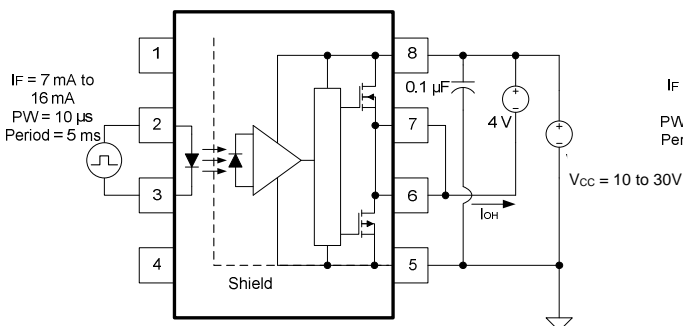 IF = 7 mA to
16 mA
PW = 10 µs
Period = 5 ms
1
2
3
4
Shield
8
7
6
5
0.1 µF
4 V
IOH
VCC = 10 to 30V
IF
PW
Per